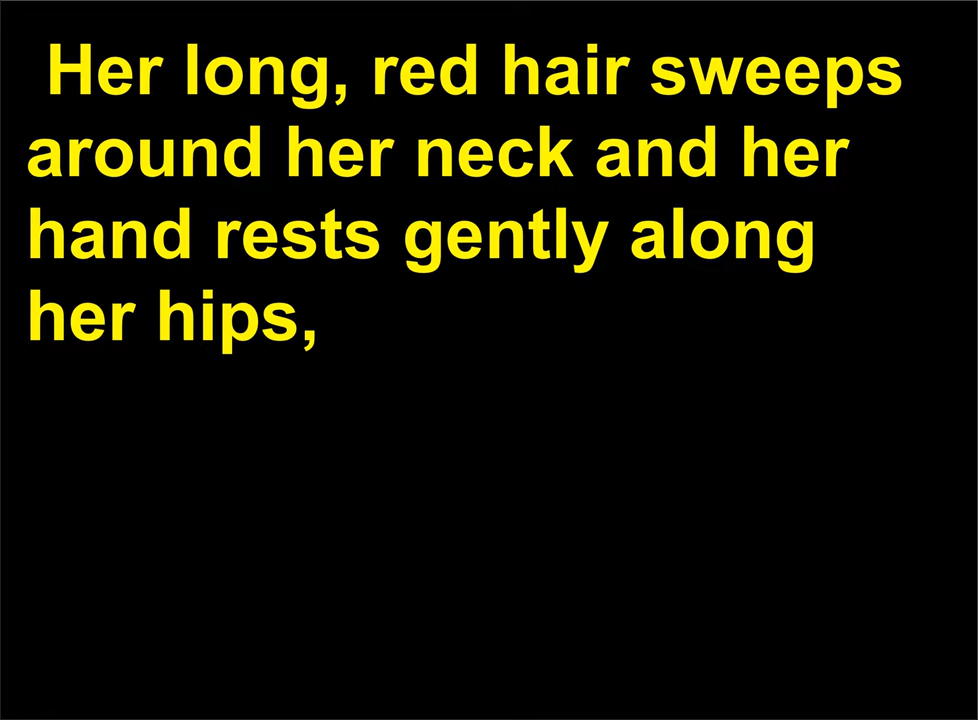 Her long, red hair sweeps
around her neck and her
hand rests gently along
her hips,